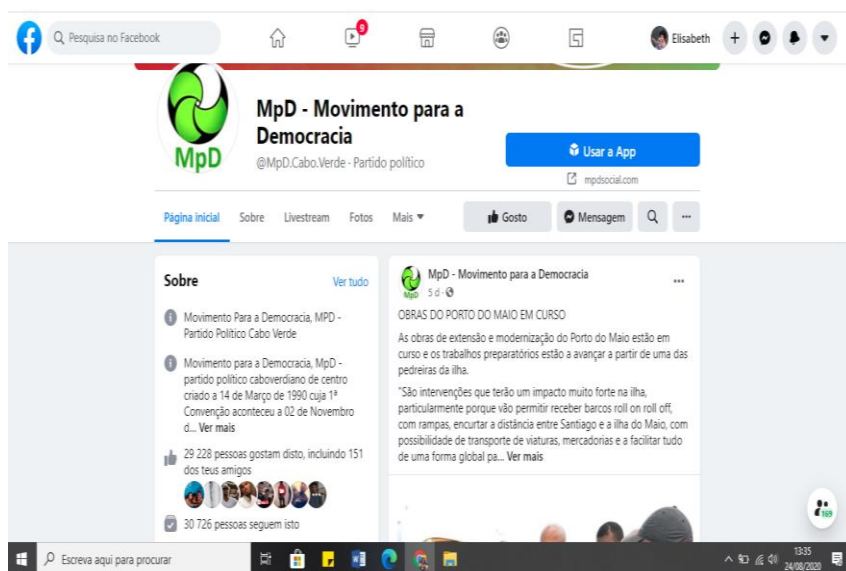 Pesquisa no Facebook
9
Elisabeth
MpD
MpD - Movimento para a
Democracia
@MpD.Cabo.Verde - Partido político
Usar a App
mpdsocial.com
Página inicial Sobre Livestream Fotos Mais
Gosto Mensagem
Sobre Ver tudo
Movimento Para a Democracia, MPD -
Partido Político Cabo Verde
Movimento para a Democracia, MpD -
partido político caboverdiano de centro
criado a 14 de Março de 1990 cuja 1ª
Convenção aconteceu a 02 de Novembro
d... Ver mais
29 228 pessoas gostam disto, incluindo 151
dos teus amigos
30 726 pessoas seguem isto
MpD
MpD - Movimento para a Democracia
5 d ·
OBRAS DO PORTO DO MAIO EM CURSO
As obras de extensão e modernização do Porto do Maio estão em
curso e os trabalhos preparatórios estão a avançar a partir de uma das
pedreiras da ilha.
"São intervenções que terão um impacto muito forte na ilha,
particularmente porque vão permitir receber barcos roll on roll off,
com rampas, encurtar a distância entre Santiago e a ilha do Maio, com
possibilidade de transporte de viaturas, mercadorias e a facilitar tudo
de uma forma global pa... Ver mais
169
Escreva aqui para procurar
13:35
24/08/2020